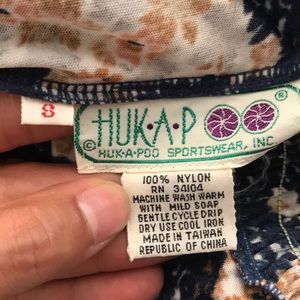 S
HUK·A·POO
© HUK·A·POO SPORTSWEAR, INC
100% NYLON
RN 34104
MACHINE WASH WARM
WITH MILD SOAP
GENTLE CYCLE DRIP
DRY USE COOL IRON
MADE IN TAIWAN
REPUBLIC OF CHINA